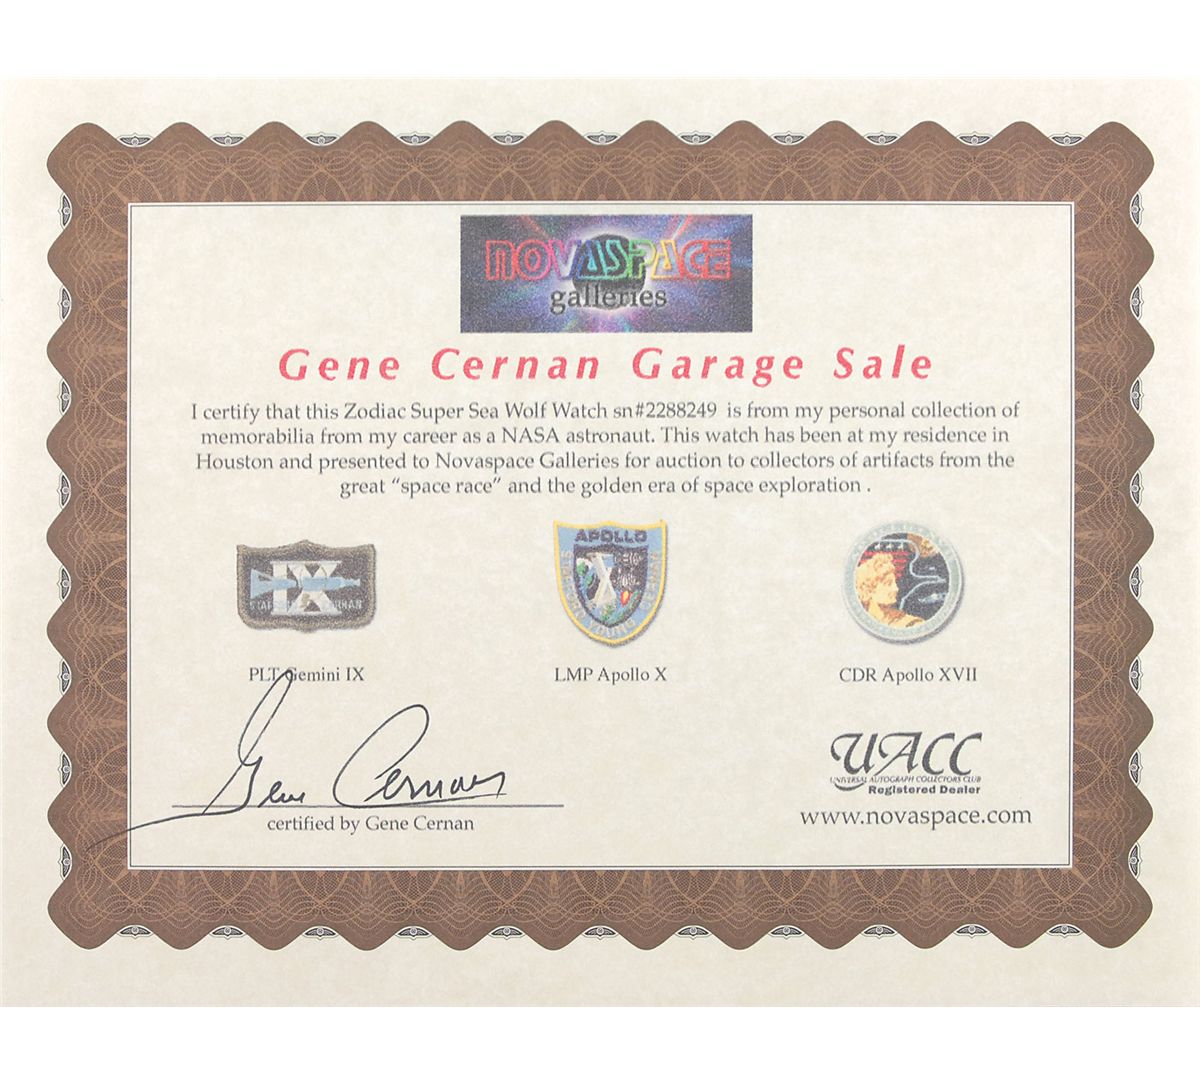 NOVASPACE
galleries
Gene Cernan Garage Sale
I certify that this Zodiac Super Sea Wolf Watch sn#2288249 is from my personal collection of
memorabilia from my career as a NASA astronaut. This watch has been at my residence in
Houston and presented to Novaspace Galleries for auction to collectors of artifacts from the
great “space race” and the golden era of space exploration .
IX
APOLLO
X
PLT Gemini IX
LMP Apollo X
CDR Apollo XVII
Gene Cernan
certified by Gene Cernan
UACC
UNIVERSAL AUTOGRAPH COLLECTORS CLUB
Registered Dealer
www.novaspace.com